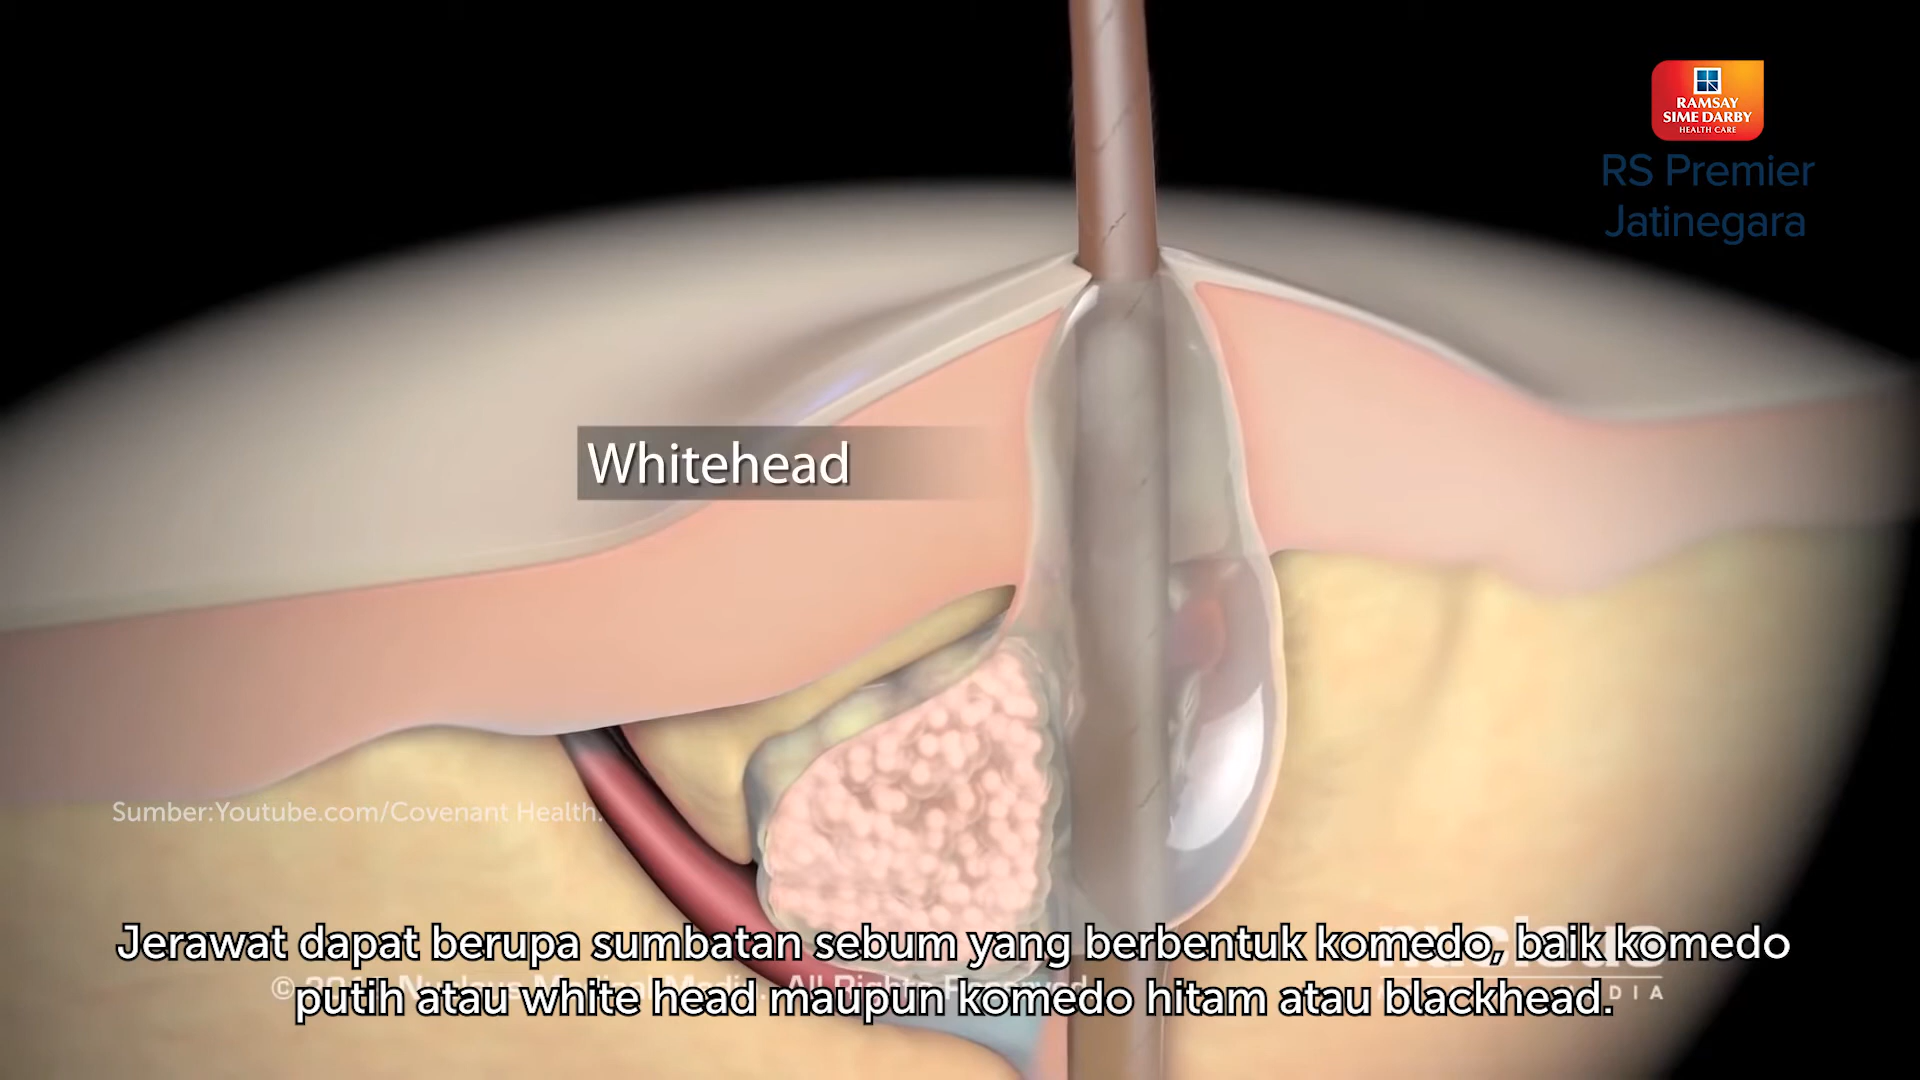 RAMSAY
SIME DARBY
HEALTH CARE
RS Premier
Jatinegara
Whitehead
Sumber:Youtube.com/Covenant Health.
Jerawat dapat berupa sumbatan sebum yang berbentuk komedo, baik komedo
putih atau white head maupun komedo hitam atau blackhead.